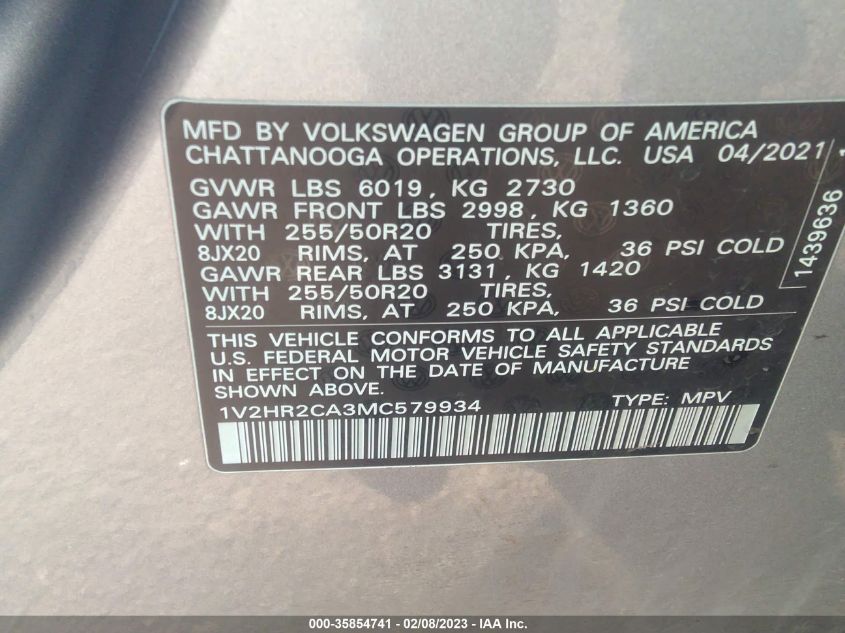 MFD BY VOLKSWAGEN GROUP OF AMERICA
CHATTANOOGA OPERATIONS, LLC. USA 04/2021
GVWR LBS 6019, KG 2730
GAWR FRONT LBS 2998, KG 1360
WITH 255/50R20 TIRES,
8JX20 RIMS, AT 250 KPA, 36 PSI COLD
GAWR REAR LBS 3131, KG 1420
WITH 255/50R20 TIRES,
8JX20 RIMS, AT 250 KPA, 36 PSI COLD
1439636
THIS VEHICLE CONFORMS TO ALL APPLICABLE
U.S. FEDERAL MOTOR VEHICLE SAFETY STANDARDS
IN EFFECT ON THE DATE OF MANUFACTURE
SHOWN ABOVE.
1V2HR2CA3MC579934 TYPE: MPV
000-35854741 - 02/08/2023 - IAA Inc.